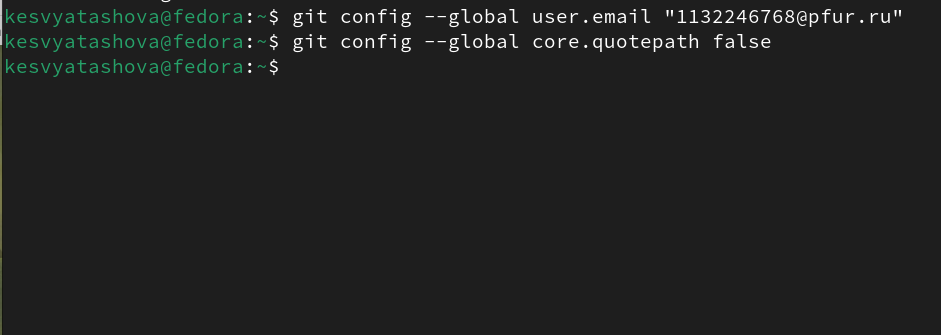 kesvyatashova@fedora:~$ git config --global user.email "1132246768@pfur.ru"
kesvyatashova@fedora:~$ git config --global core.quotepath false
kesvyatashova@fedora:~$